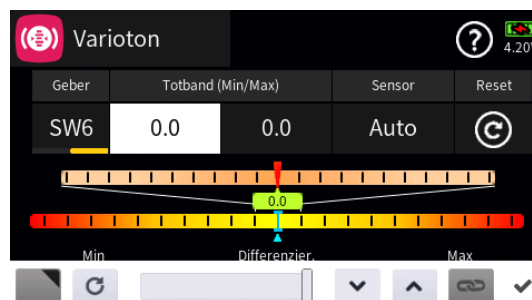 Varioton
?
4.20V
Geber Totband (Min/Max) Sensor Reset
SW6 0.0 0.0 Auto
0.0
Min Differenzier. Max